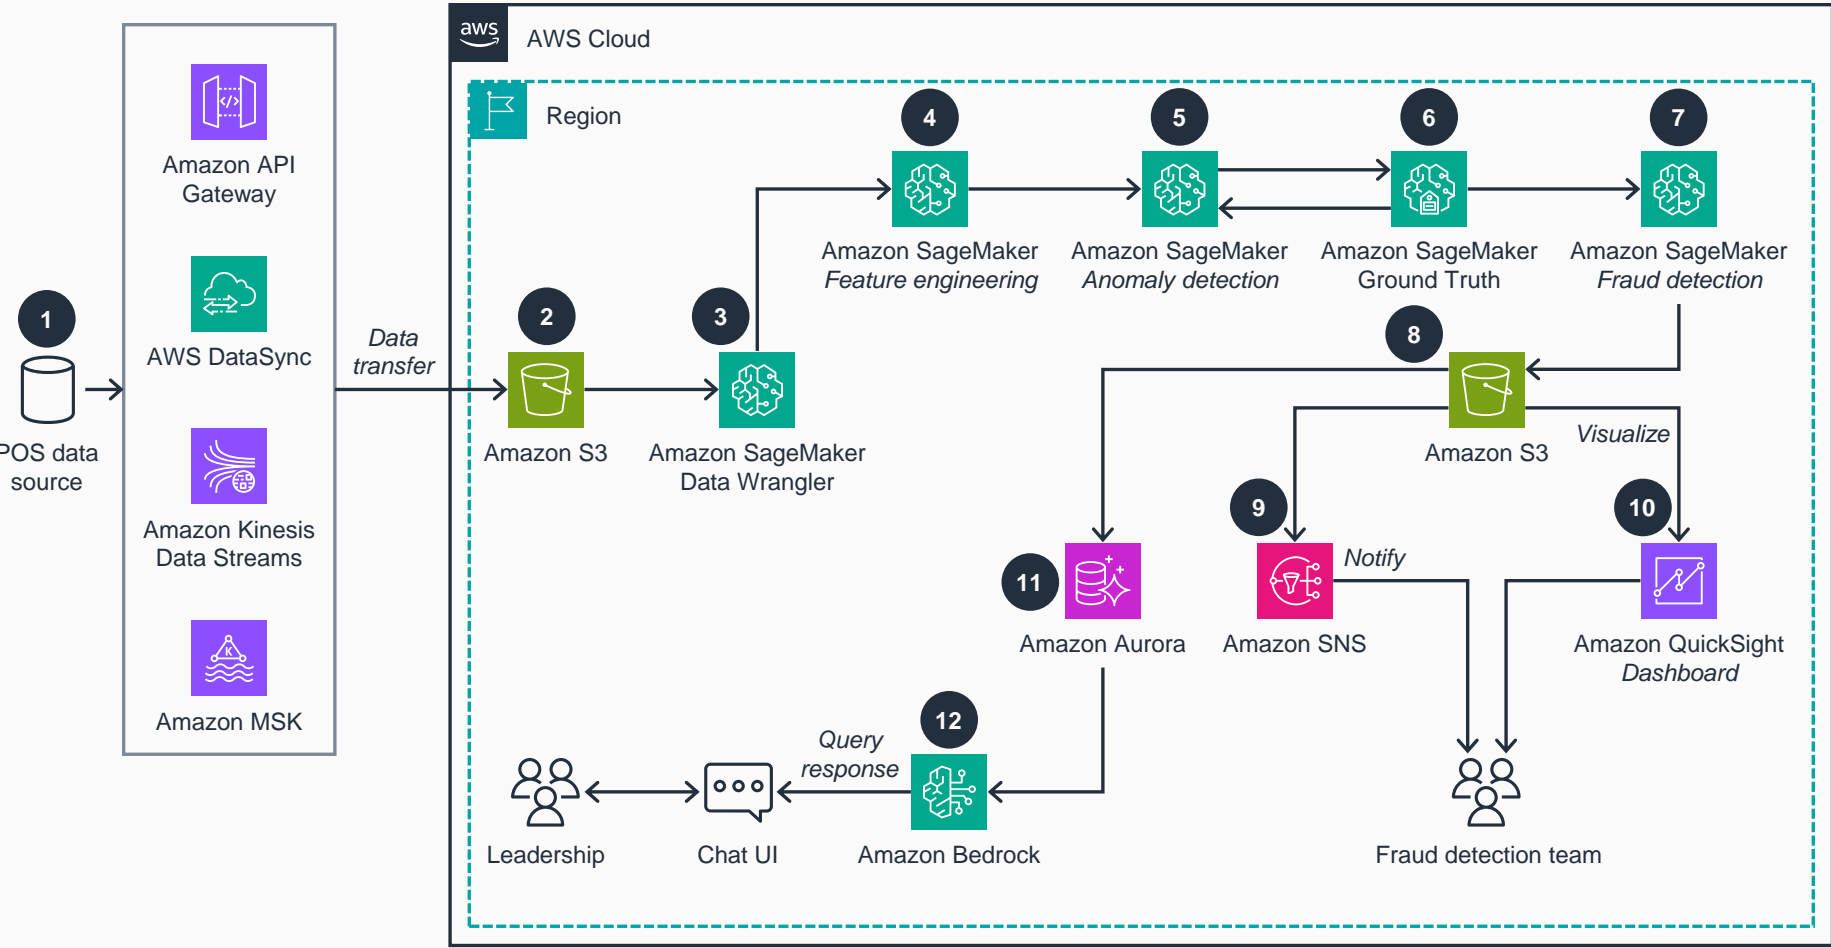 aws
AWS Cloud
Region
Amazon API
Gateway
AWS DataSync
Amazon Kinesis
Data Streams
K
Amazon MSK
1
POS data
source
Data
transfer
2
Amazon S3
3
Amazon SageMaker
Data Wrangler
4
Amazon SageMaker
Feature engineering
5
Amazon SageMaker
Anomaly detection
6
Amazon SageMaker
Ground Truth
7
Amazon SageMaker
Fraud detection
8
Amazon S3
Visualize
9
Amazon SNS
Notify
10
Amazon QuickSight
Dashboard
11
Amazon Aurora
12
Amazon Bedrock
Query
response
Chat UI
Leadership
Fraud detection team